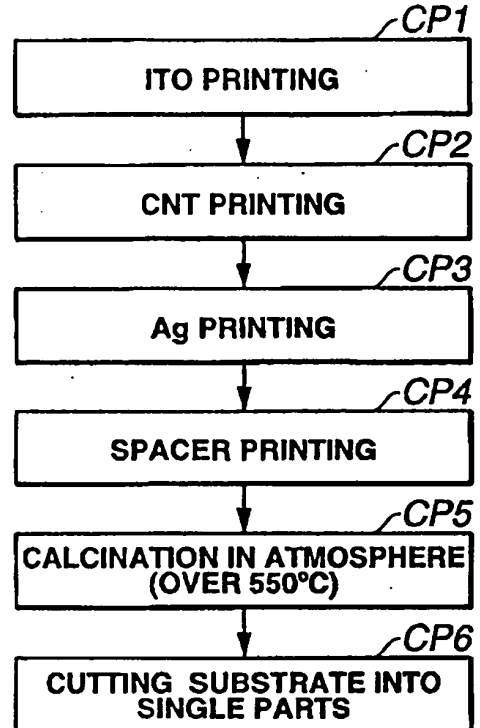 CP1
ITO PRINTING
CP2
CNT PRINTING
CP3
Ag PRINTING
CP4
SPACER PRINTING
CP5
CALCINATION IN ATMOSPHERE
(OVER 550°C)
CP6
CUTTING SUBSTRATE INTO
SINGLE PARTS